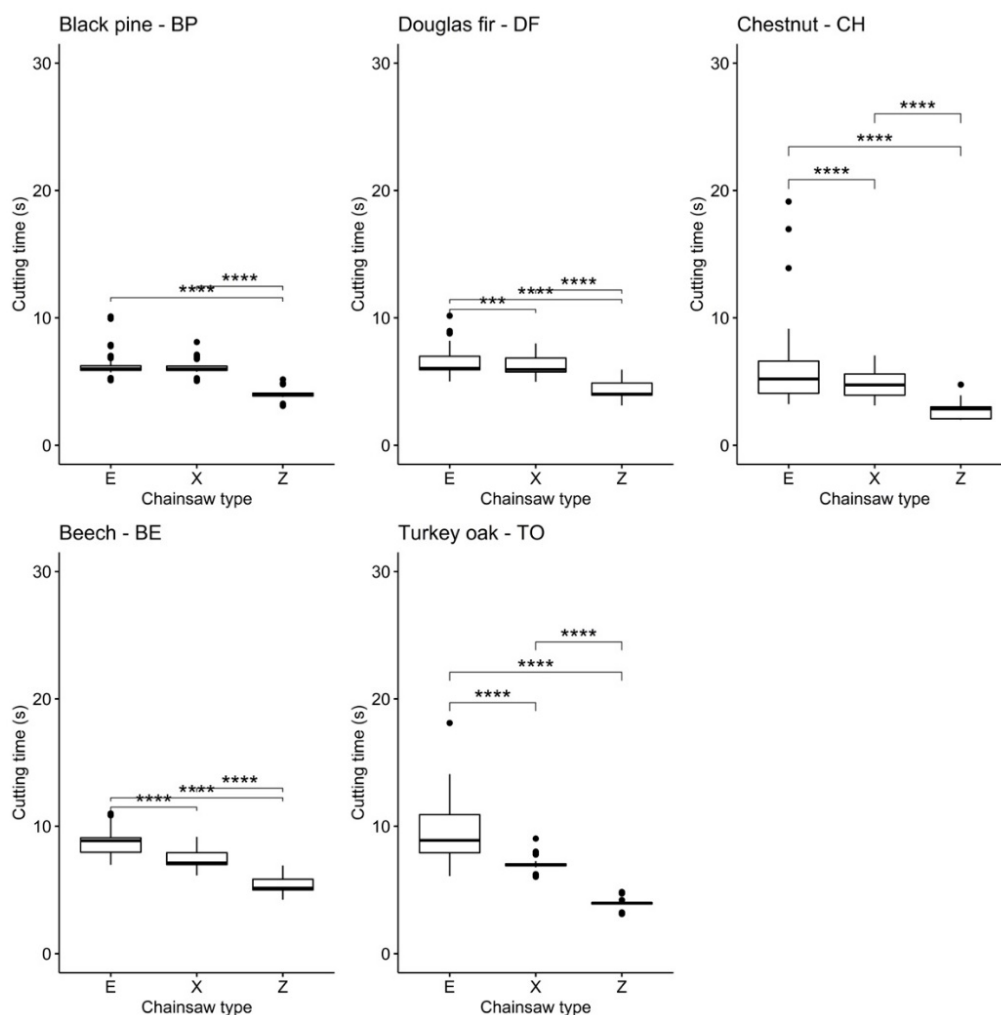 Black pine - BP
Cutting time (s)
30
20
10
0
****
****
E X Z
Chainsaw type
Douglas fir - DF
Cutting time (s)
30
20
10
0
****
****
***
E X Z
Chainsaw type
Chestnut - CH
Cutting time (s)
30
20
10
0
****
****
****
E X Z
Chainsaw type
Beech - BE
Cutting time (s)
30
20
10
0
****
****
****
E X Z
Chainsaw type
Turkey oak - TO
Cutting time (s)
30
20
10
0
****
****
****
E X Z
Chainsaw type